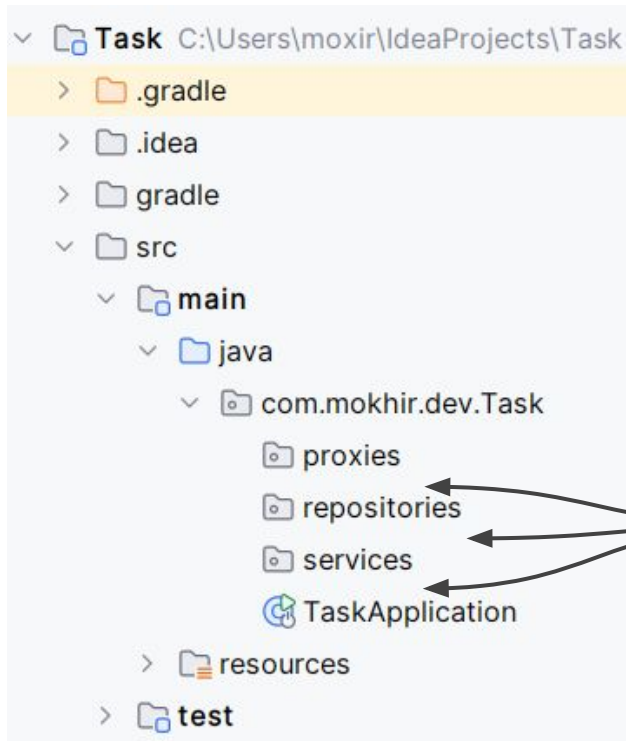 Task C:\Users\moxir\IdeaProjects\Task
.gradle
.idea
gradle
src
main
java
com.mokhir.dev.Task
proxies
repositories
services
TaskApplication
resources
test